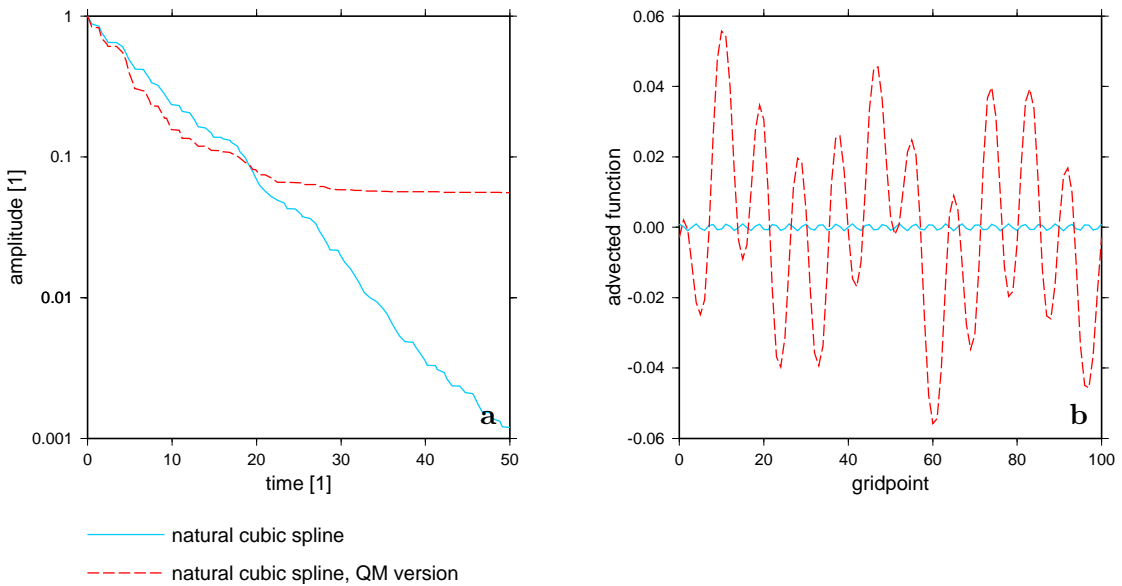 1
0.1
0.01
0.001
amplitude [1]
0 10 20 30 40 50
time [1]
a
0.06
0.04
0.02
0.00
-0.02
-0.04
-0.06
advected function
0 20 40 60 80 100
gridpoint
b
natural cubic spline
natural cubic spline, QM version